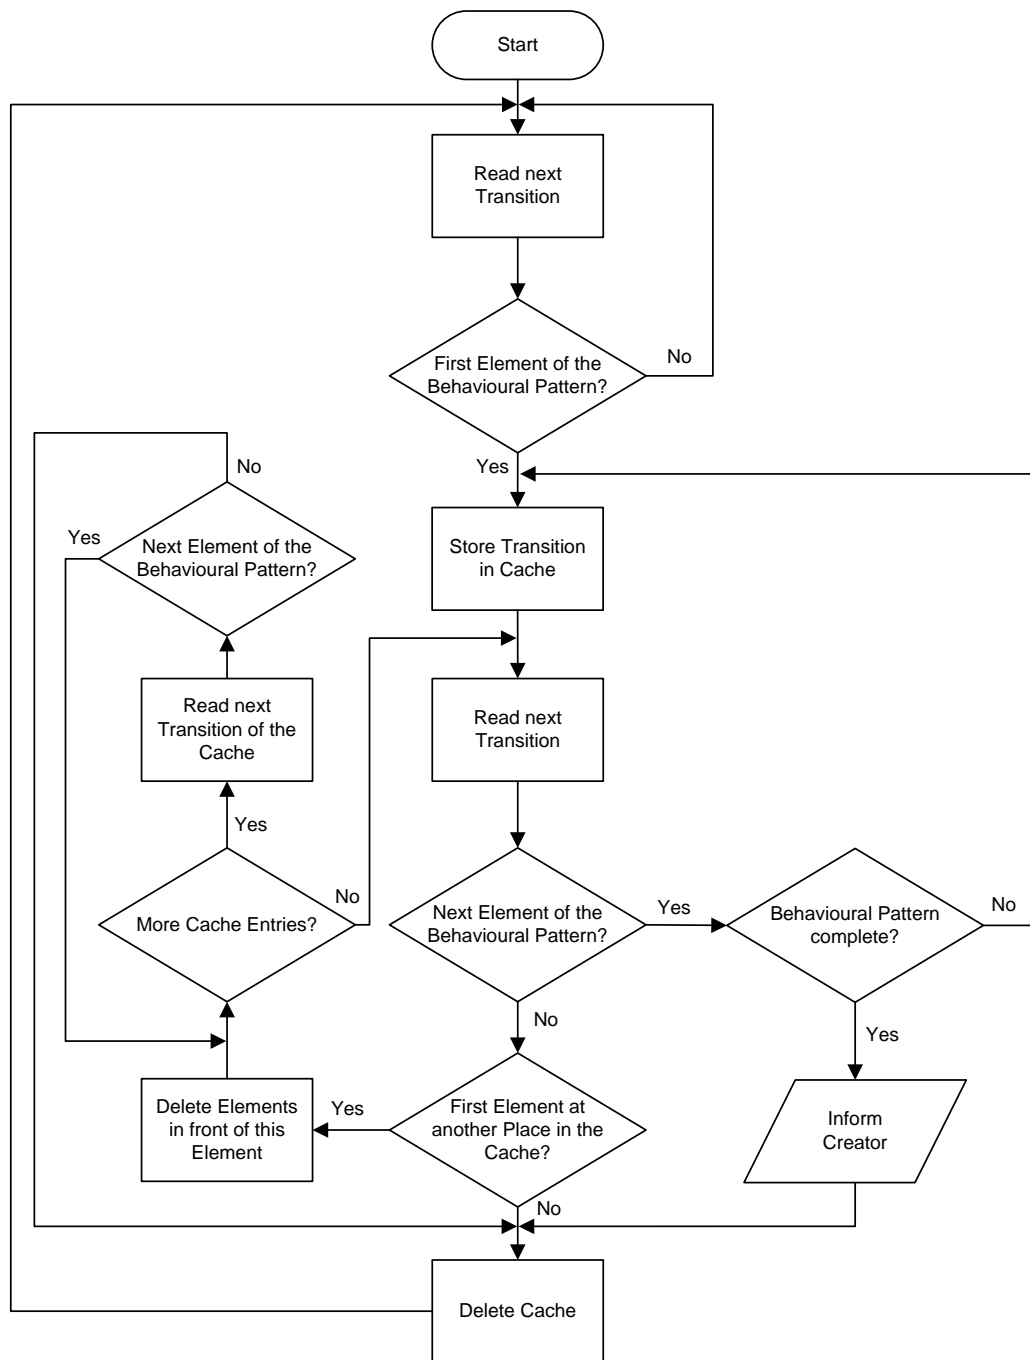 Start
Read next
Transition
First Element of the
Behavioural Pattern?
No
Yes
No
Yes
Next Element of the
Behavioural Pattern?
Store Transition
in Cache
Read next
Transition of the
Cache
Read next
Transition
Yes
No
More Cache Entries?
Next Element of the
Behavioural Pattern?
Yes
Behavioural Pattern
complete?
No
No
Yes
Delete Elements
in front of this
Element
Yes
First Element at
another Place in the
Cache?
Inform
Creator
No
Delete Cache